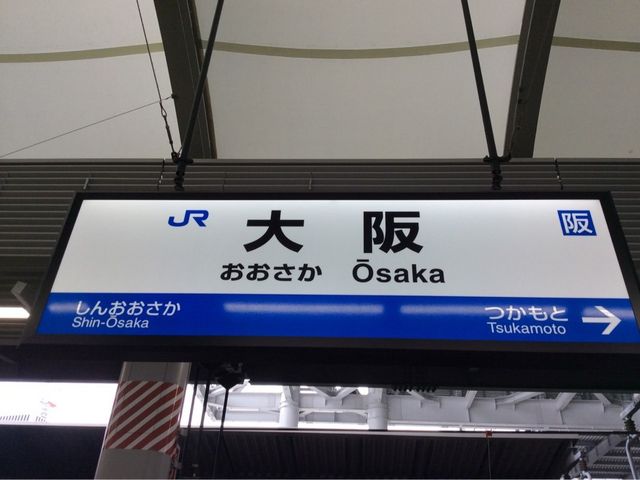 JR 大阪 阪
おおさか Ōsaka
しんおおさか
Shin-Ōsaka
つかもと →
Tsukamoto